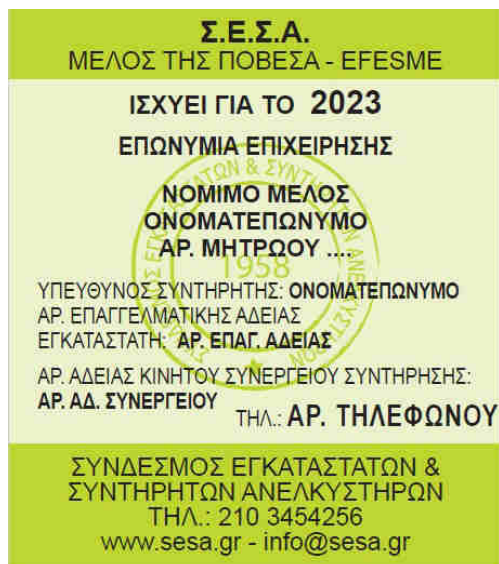 Σ.Ε.Σ.Α.
ΜΕΛΟΣ ΤΗΣ ΠΟΒΕΣΑ - EFESME
ΙΣΧΥΕΙ ΓΙΑ ΤΟ 2023
ΕΠΩΝΥΜΙΑ ΕΠΙΧΕΙΡΗΣΗΣ
ΝΟΜΙΜΟ ΜΕΛΟΣ
ΟΝΟΜΑΤΕΠΩΝΥΜΟ
ΑΡ. ΜΗΤΡΩΟΥ ....
1958
ΥΠΕΥΘΥΝΟΣ ΣΥΝΤΗΡΗΤΗΣ: ΟΝΟΜΑΤΕΠΩΝΥΜΟ
ΑΡ. ΕΠΑΓΓΕΛΜΑΤΙΚΗΣ ΑΔΕΙΑΣ
ΕΓΚΑΤΑΣΤΑΤΗ: ΑΡ. ΕΠΑΓ. ΑΔΕΙΑΣ
ΑΡ. ΑΔΕΙΑΣ ΚΙΝΗΤΟΥ ΣΥΝΕΡΓΕΙΟΥ ΣΥΝΤΗΡΗΣΗΣ:
ΑΡ. ΑΔ. ΣΥΝΕΡΓΕΙΟΥ
ΤΗΛ.: ΑΡ. ΤΗΛΕΦΩΝΟΥ
ΣΥΝΔΕΣΜΟΣ ΕΓΚΑΤΑΣΤΑΤΩΝ &
ΣΥΝΤΗΡΗΤΩΝ ΑΝΕΛΚΥΣΤΗΡΩΝ
ΤΗΛ.: 210 3454256
www.sesa.gr - info@sesa.gr